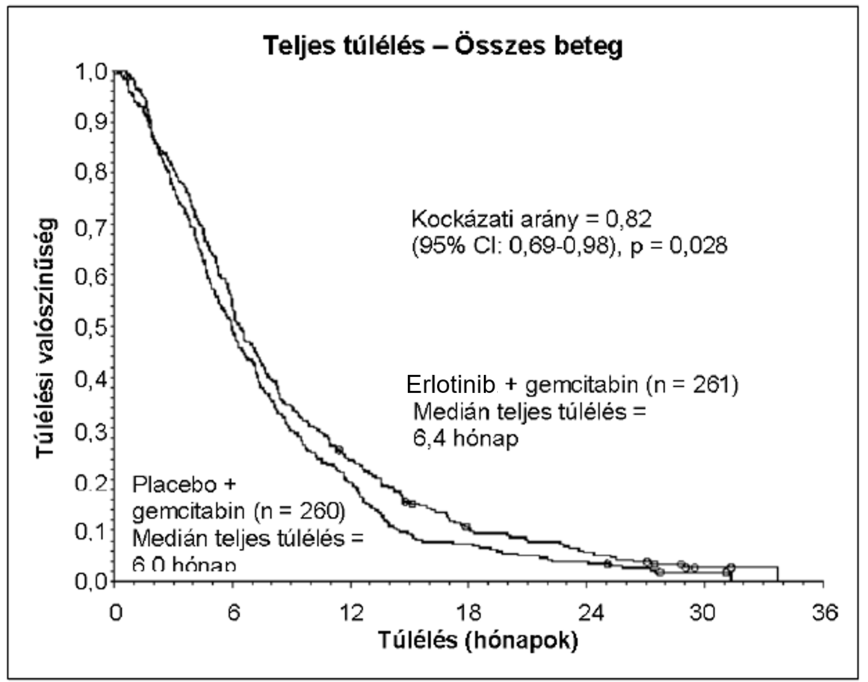 Teljes túlélés – Összes beteg
Túlélési valószínűség
1,0
0,9
0,8
0,7
0,6
0,5
0,4
0,3
0.2
0.1
0,0
Kockázati arány = 0,82
(95% CI: 0,69-0,98), p = 0,028
Erlotinib + gemcitabin (n = 261)
Medián teljes túlélés =
6,4 hónap
Placebo +
gemcitabin (n = 260)
Medián teljes túlélés =
6,0 hónap
0 6 12 18 24 30 36
Túlélés (hónapok)